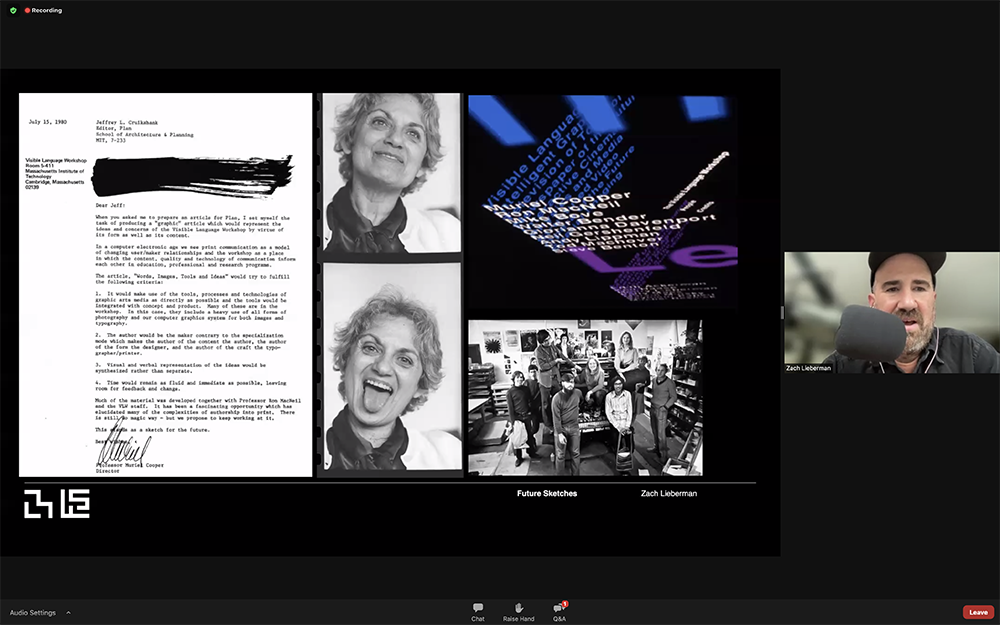 Recording
July 15, 1980
Jeffrey L. Cruikshank
Editor, Plan
School of Architecture & Planning
MIT, 7-233
Visible Language Workshop
Room 5-411
Massachusetts Institute of
Technology
Cambridge, Massachusetts
02139
Dear Jeff:
When you asked me to prepare an article for Plan, I set myself the
task of producing a "graphic" article which would represent the
ideas and concerns of the Visible Language Workshop by virtue of
its form as well as its content.
In a computer electronic age we see print communication as a model
of changing user/maker relationships and the workshop as a place
in which the content, quality and technology of communication inform
each other in education, professional and research programs.
The article, "Words, Images, Tools and Ideas" would try to fulfill
the following criteria:
1. It would make use of the tools, processes and technologies of
graphic arts media as directly as possible and the tools would be
integrated with concept and product. Many of these are in the
workshop. In this case, they include a heavy use of all forms of
photography and our computer graphics system for both images and
typography.
2. The author would be the maker contrary to the specialization
mode which makes the author of the content the author, the author
of the form the designer, and the author of the craft the typo-
grapher/printer.
3. Visual and verbal representation of the ideas would be
synthesized rather than separate.
4. Time would remain as fluid and immediate as possible, leaving
room for feedback and change.
Much of the material was developed together with Professor Ron MacNeil
and the VLW staff. It has been a fascinating opportunity which has
elucidated many of the complexities of authorship into print. There
is still no magic way - but we propose to keep working at it.
This stands as a sketch for the future.
Professor Muriel Cooper
Director
Visible Language
Intelligent
Muriel Cooper
Future Sketches
Zach Lieberman
Zach Lieberman
Audio Settings
Chat
Raise Hand
1
Q&A
Leave